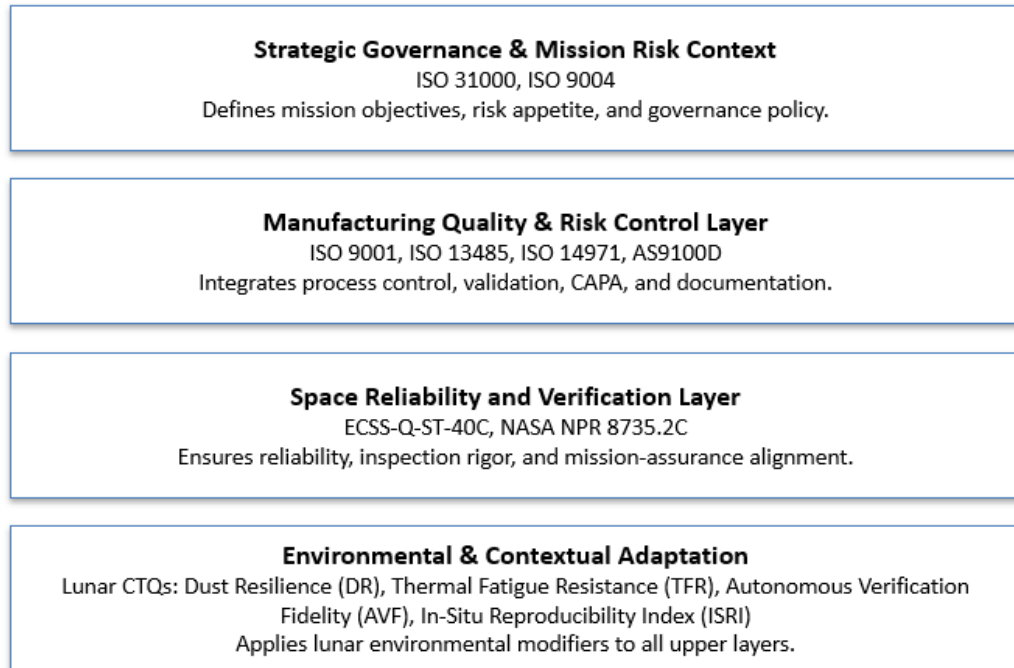 Strategic Governance & Mission Risk Context
ISO 31000, ISO 9004
Defines mission objectives, risk appetite, and governance policy.
Manufacturing Quality & Risk Control Layer
ISO 9001, ISO 13485, ISO 14971, AS9100D
Integrates process control, validation, CAPA, and documentation.
Space Reliability and Verification Layer
ECSS-Q-ST-40C, NASA NPR 8735.2C
Ensures reliability, inspection rigor, and mission-assurance alignment.
Environmental & Contextual Adaptation
Lunar CTQs: Dust Resilience (DR), Thermal Fatigue Resistance (TFR), Autonomous Verification
Fidelity (AVF), In-Situ Reproducibility Index (ISRI)
Applies lunar environmental modifiers to all upper layers.